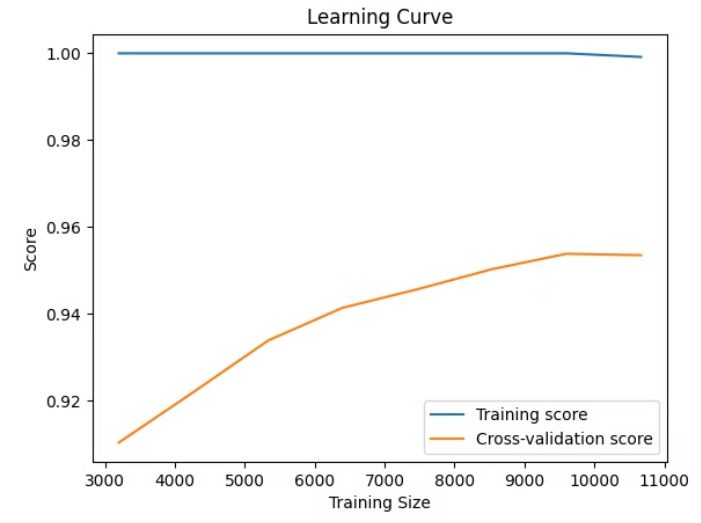 Learning Curve
1.00
0.98
0.96
0.94
0.92
Score
3000 4000 5000 6000 7000 8000 9000 10000 11000
Training Size
Training score
Cross-validation score